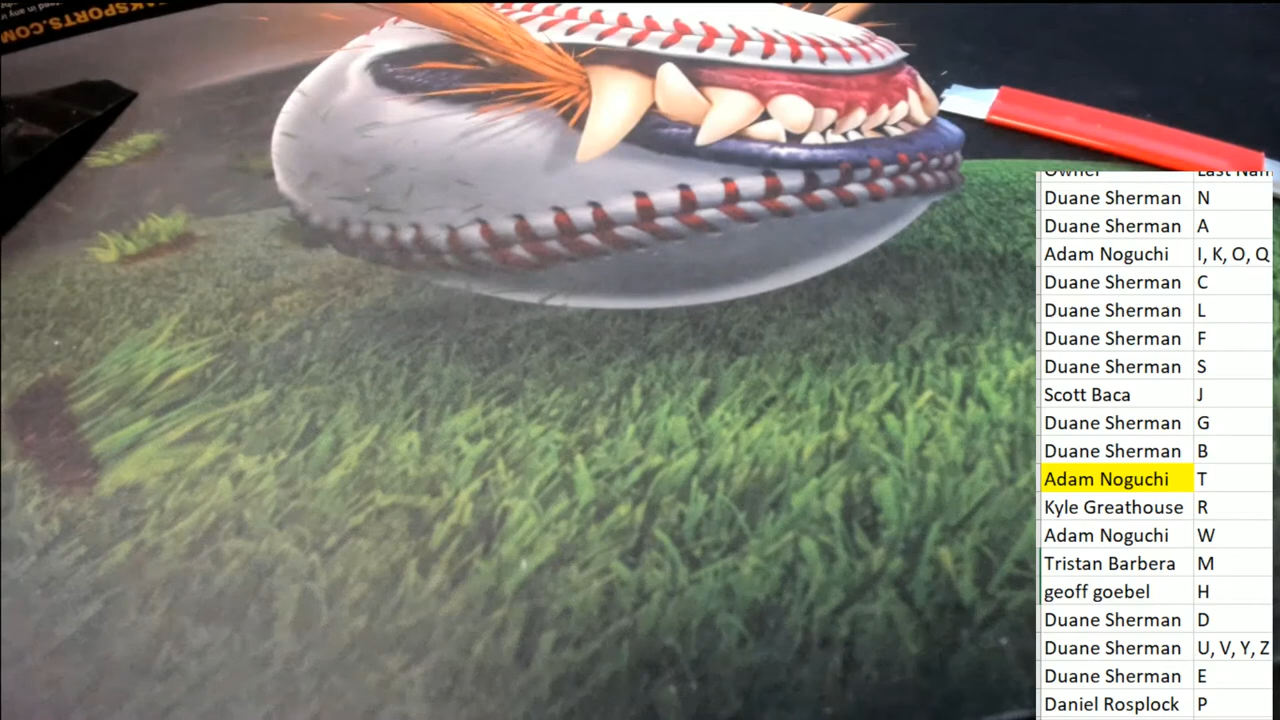 AKSPORTS.COM
Owner Last Nam
Duane Sherman N
Duane Sherman A
Adam Noguchi I, K, O, Q
Duane Sherman C
Duane Sherman L
Duane Sherman F
Duane Sherman S
Scott Baca J
Duane Sherman G
Duane Sherman B
Adam Noguchi T
Kyle Greathouse R
Adam Noguchi W
Tristan Barbera M
geoff goebel H
Duane Sherman D
Duane Sherman U, V, Y, Z
Duane Sherman E
Daniel Rosplock P